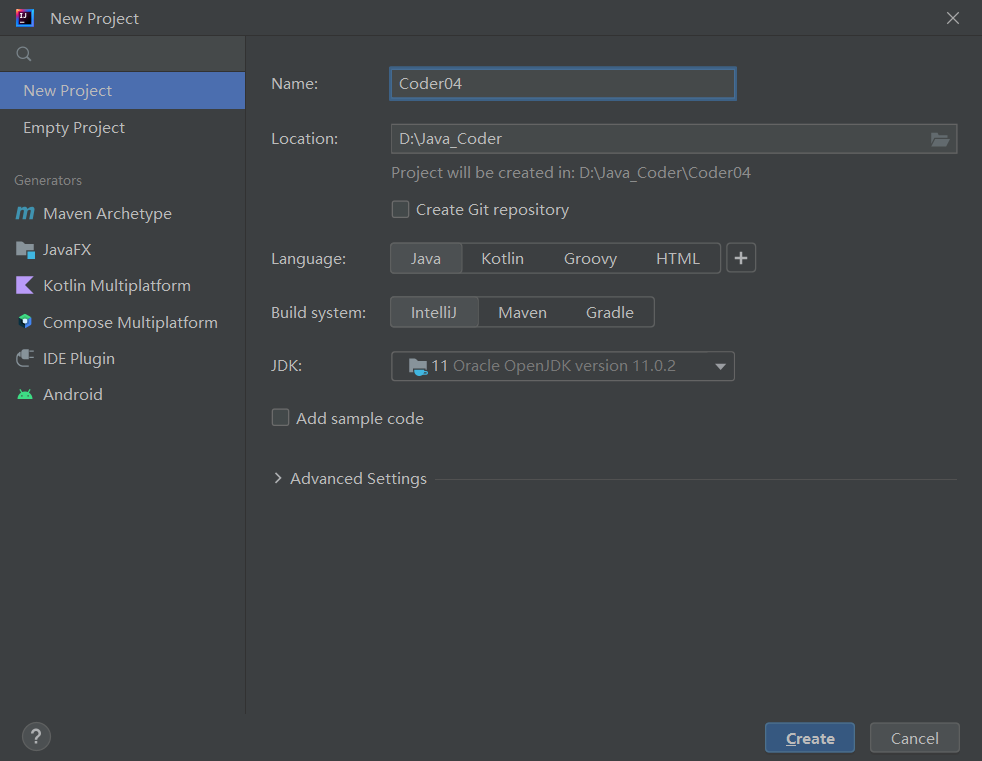 New Project
New Project
Empty Project
Generators
Maven Archetype
JavaFX
Kotlin Multiplatform
Compose Multiplatform
IDE Plugin
Android
Name: Coder04
Location: D:\Java_Coder
Project will be created in: D:\Java_Coder\Coder04
Create Git repository
Language: Java Kotlin Groovy HTML +
Build system: IntelliJ Maven Gradle
JDK: 11 Oracle OpenJDK version 11.0.2
Add sample code
Advanced Settings
? Create Cancel